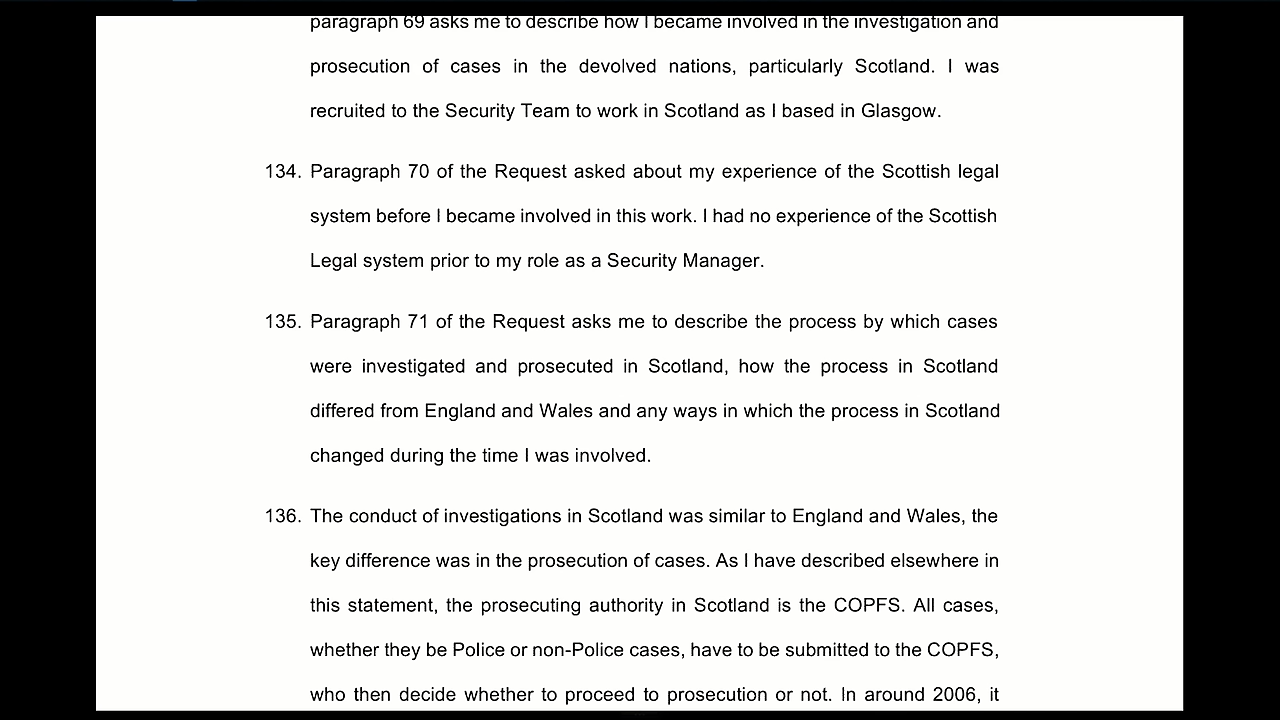 paragraph 69 asks me to describe how I became involved in the investigation and
prosecution of cases in the devolved nations, particularly Scotland. I was
recruited to the Security Team to work in Scotland as I based in Glasgow.
134. Paragraph 70 of the Request asked about my experience of the Scottish legal
system before I became involved in this work. I had no experience of the Scottish
Legal system prior to my role as a Security Manager.
135. Paragraph 71 of the Request asks me to describe the process by which cases
were investigated and prosecuted in Scotland, how the process in Scotland
differed from England and Wales and any ways in which the process in Scotland
changed during the time I was involved.
136. The conduct of investigations in Scotland was similar to England and Wales, the
key difference was in the prosecution of cases. As I have described elsewhere in
this statement, the prosecuting authority in Scotland is the COPFS. All cases,
whether they be Police or non-Police cases, have to be submitted to the COPFS,
who then decide whether to proceed to prosecution or not. In around 2006, it